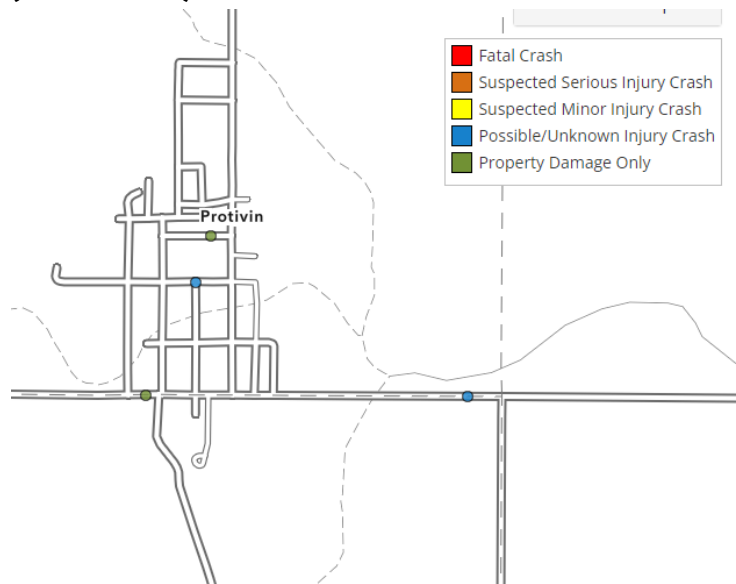 Fatal Crash
Suspected Serious Injury Crash
Suspected Minor Injury Crash
Possible/Unknown Injury Crash
Property Damage Only
Protivin